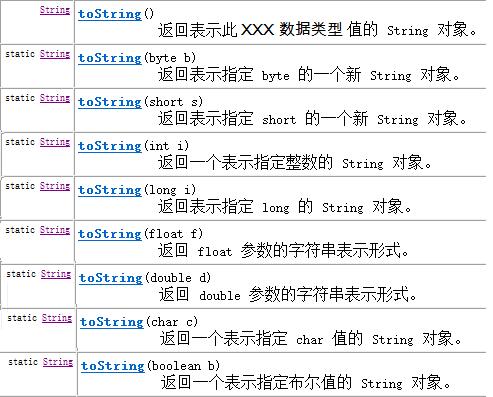 String toString()
返回表示此 XXX 数据类型 值的 String 对象。
static String toString(byte b)
返回表示指定 byte 的一个新 String 对象。
static String toString(short s)
返回表示指定 short 的一个新 String 对象。
static String toString(int i)
返回一个表示指定整数的 String 对象。
static String toString(long i)
返回表示指定 long 的 String 对象。
static String toString(float f)
返回 float 参数的字符串表示形式。
static String toString(double d)
返回 double 参数的字符串表示形式。
static String toString(char c)
返回一个表示指定 char 值的 String 对象。
static String toString(boolean b)
返回一个表示指定布尔值的 String 对象。